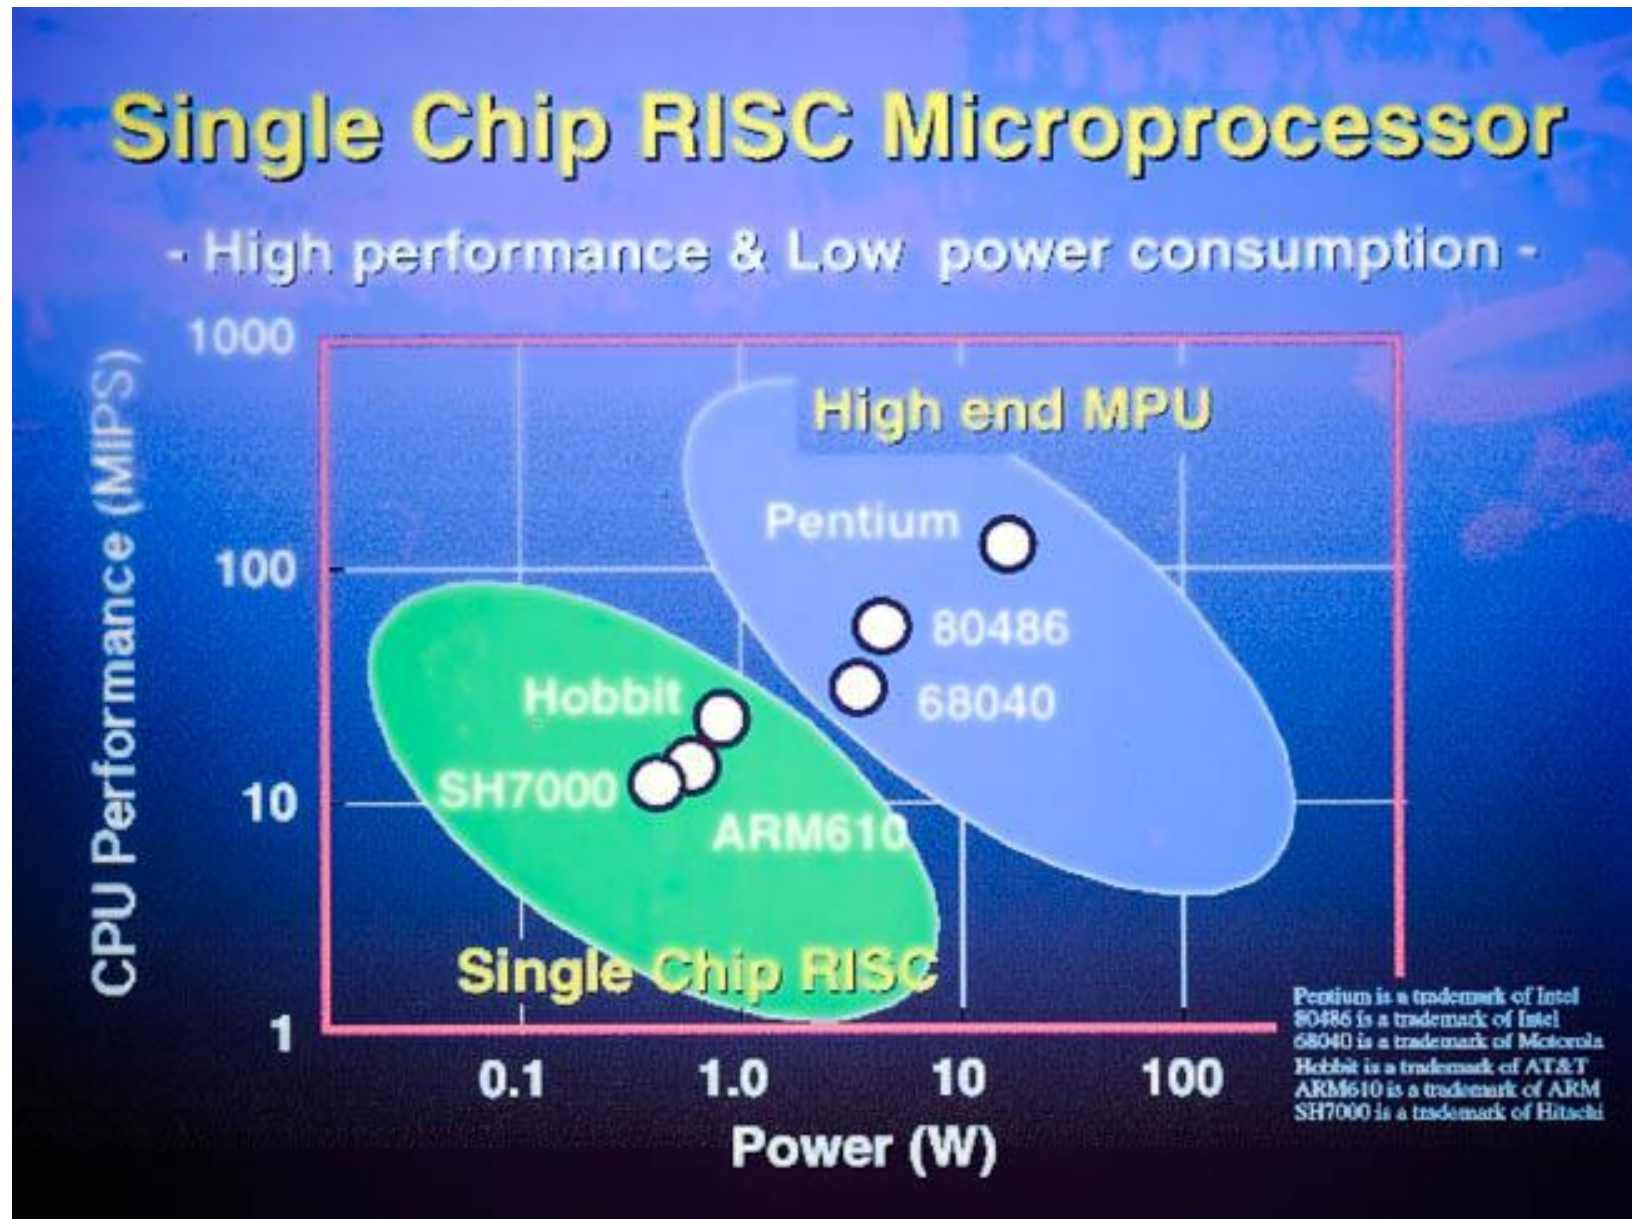 Single Chip RISC Microprocessor
- High performance & Low power consumption -
CPU Performance (MIPS)
1000
100
10
1
High end MPU
Pentium
80486
68040
Hobbit
SH7000
ARM610
Single Chip RISC
0.1
1.0
10
100
Power (W)
Pentium is a trademark of Intel
80486 is a trademark of Intel
68040 is a trademark of Motorola
Hobbit is a trademark of AT&T
ARM610 is a trademark of ARM
SH7000 is a trademark of Hitachi